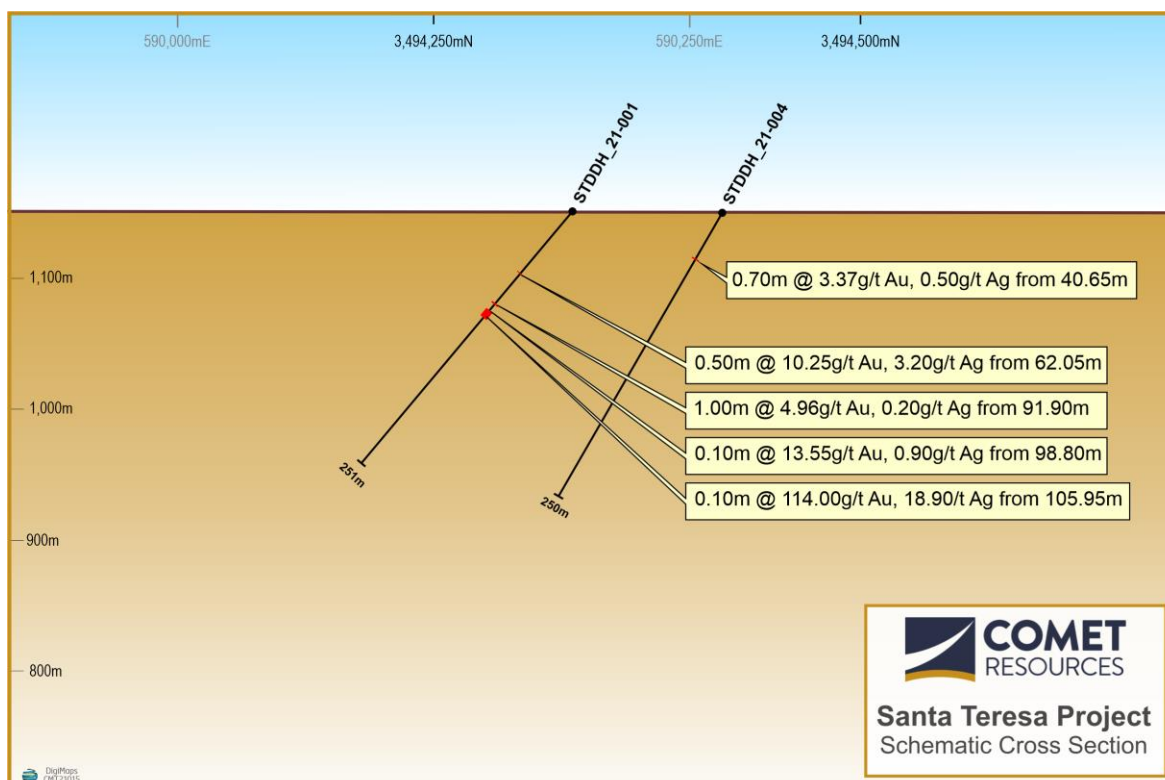 590,000mE
3,494,250mN
590,250mE
3,494,500mN
STDDH_21-001
STDDH_21-004
1,100m
0.70m @ 3.37g/t Au, 0.50g/t Ag from 40.65m
0.50m @ 10.25g/t Au, 3.20g/t Ag from 62.05m
1,000m
1.00m @ 4.96g/t Au, 0.20g/t Ag from 91.90m
0.10m @ 13.55g/t Au, 0.90g/t Ag from 98.80m
251m
0.10m @ 114.00g/t Au, 18.90/t Ag from 105.95m
250m
900m
800m
COMET
RESOURCES
Santa Teresa Project
Schematic Cross Section
DigiMaps
CMT21015